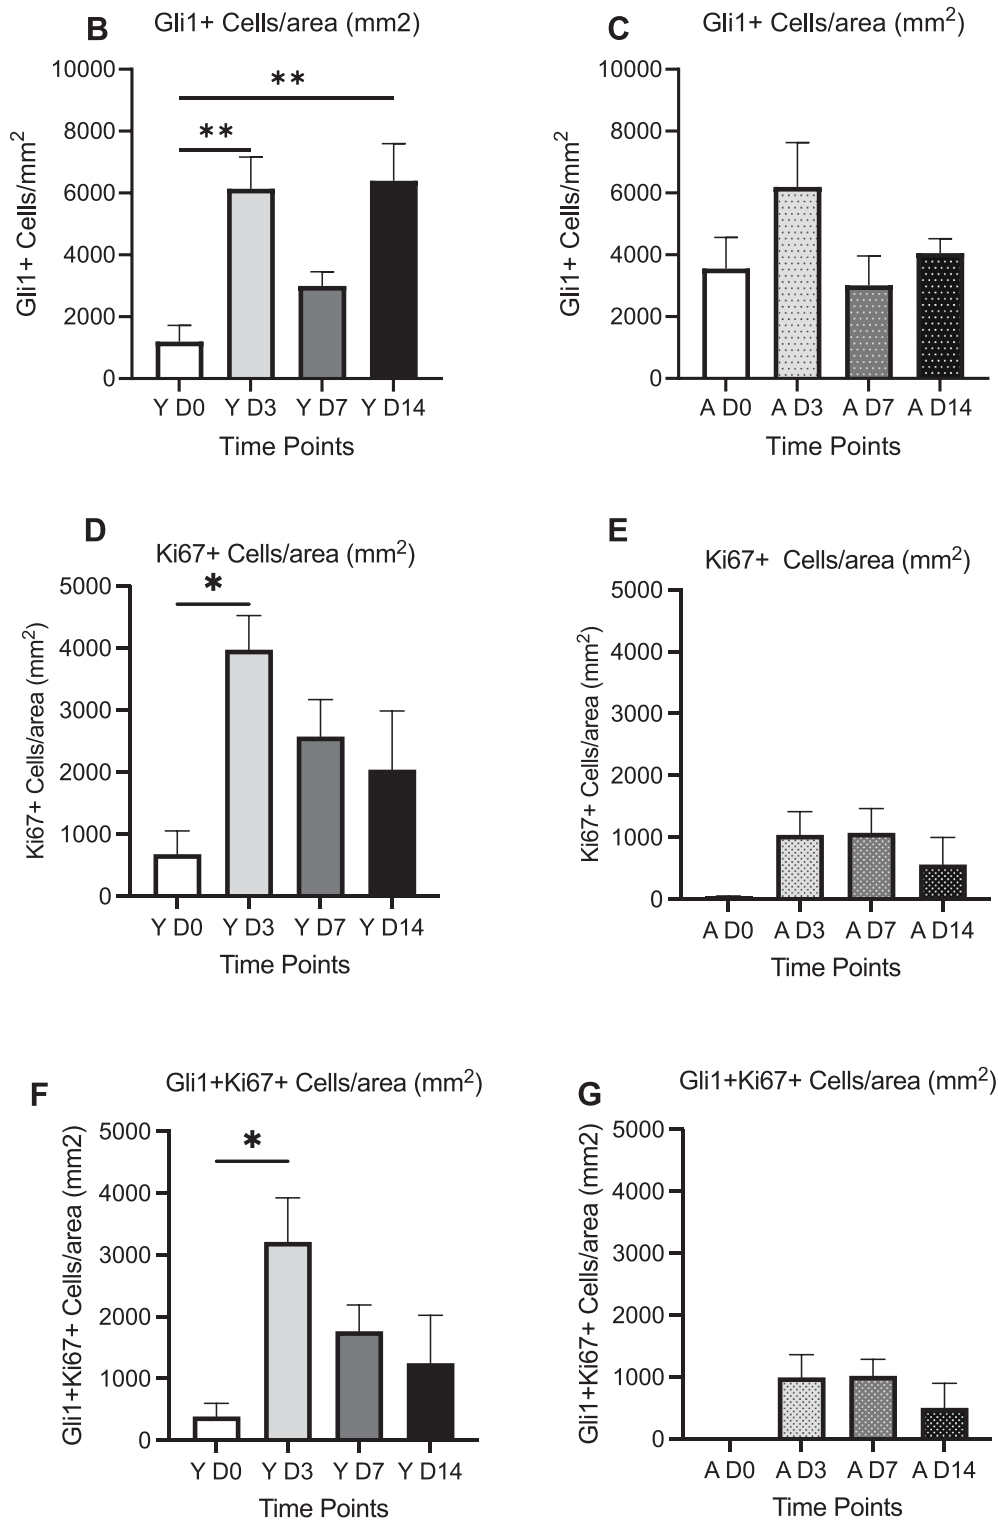 B
Gli1+ Cells/area (mm2)
Gli1+ Cells/mm²
10000
8000
6000
4000
2000
0
**
**
Y D0 Y D3 Y D7 Y D14
Time Points
C
Gli1+ Cells/area (mm²)
Gli1+ Cells/mm²
10000
8000
6000
4000
2000
0
A D0 A D3 A D7 A D14
Time Points
D
Ki67+ Cells/area (mm²)
Ki67+ Cells/area (mm²)
5000
4000
3000
2000
1000
0
*
Y D0 Y D3 Y D7 Y D14
Time Points
E
Ki67+ Cells/area (mm²)
Ki67+ Cells/area (mm²)
5000
4000
3000
2000
1000
0
A D0 A D3 A D7 A D14
Time Points
F
Gli1+Ki67+ Cells/area (mm²)
Gli1+Ki67+ Cells/area (mm2)
5000
4000
3000
2000
1000
0
*
Y D0 Y D3 Y D7 Y D14
Time Points
G
Gli1+Ki67+ Cells/area (mm²)
Gli1+Ki67+ Cells/area (mm2)
5000
4000
3000
2000
1000
0
A D0 A D3 A D7 A D14
Time Points